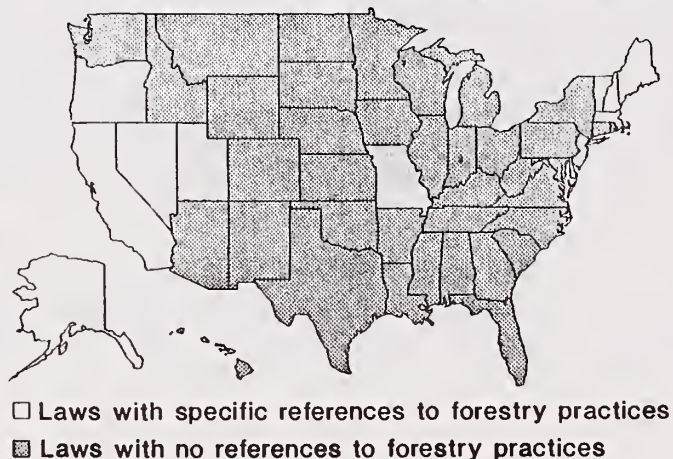 Laws with specific references to forestry practices
Laws with no references to forestry practices